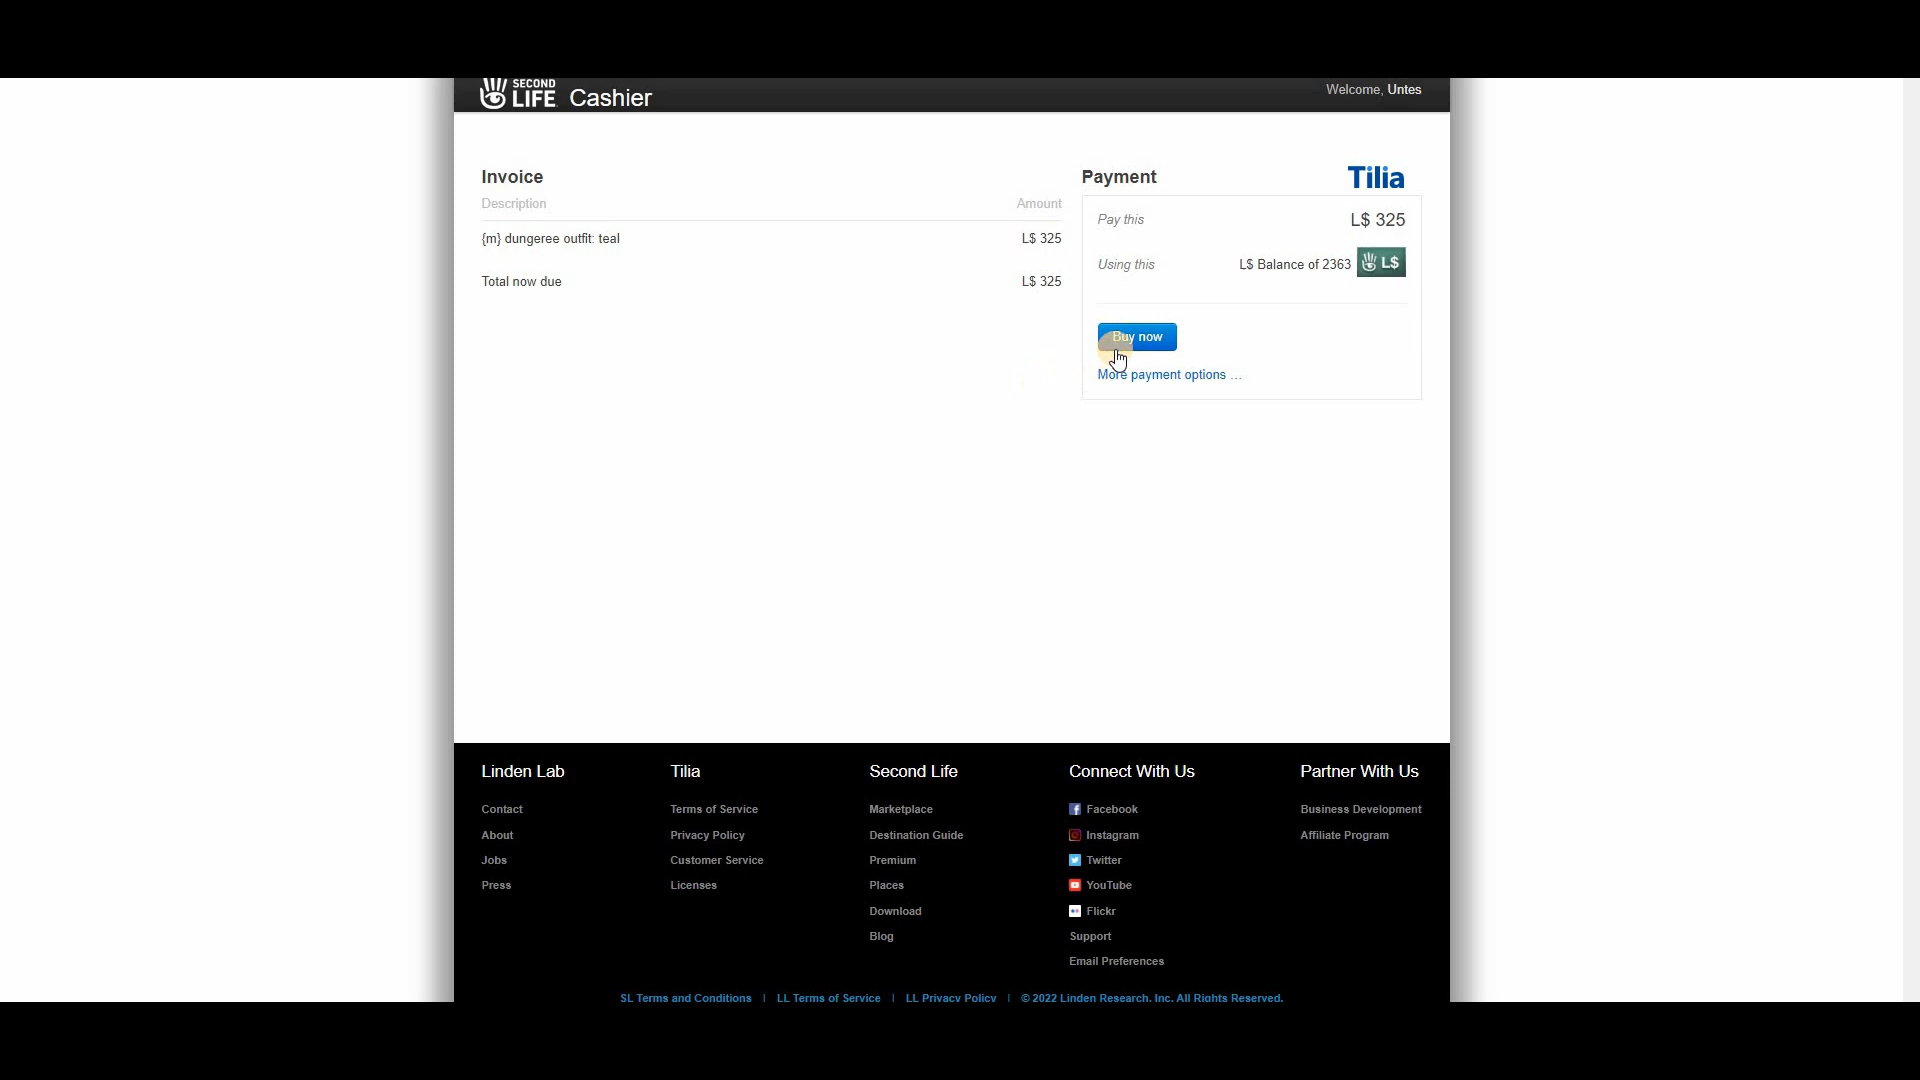 SECOND
LIFE Cashier
Welcome, Untes
Invoice
Description Amount
{m} dungeree outfit: teal L$ 325
Total now due L$ 325
Payment Tilia
Pay this L$ 325
Using this L$ Balance of 2363 L$
Buy now
More payment options ...
Linden Lab
Contact
About
Jobs
Press
Tilia
Terms of Service
Privacy Policy
Customer Service
Licenses
Second Life
Marketplace
Destination Guide
Premium
Places
Download
Blog
Connect With Us
Facebook
Instagram
Twitter
YouTube
Flickr
Support
Email Preferences
Partner With Us
Business Development
Affiliate Program
SL Terms and Conditions | LL Terms of Service | LL Privacy Policy | © 2022 Linden Research, Inc. All Rights Reserved.